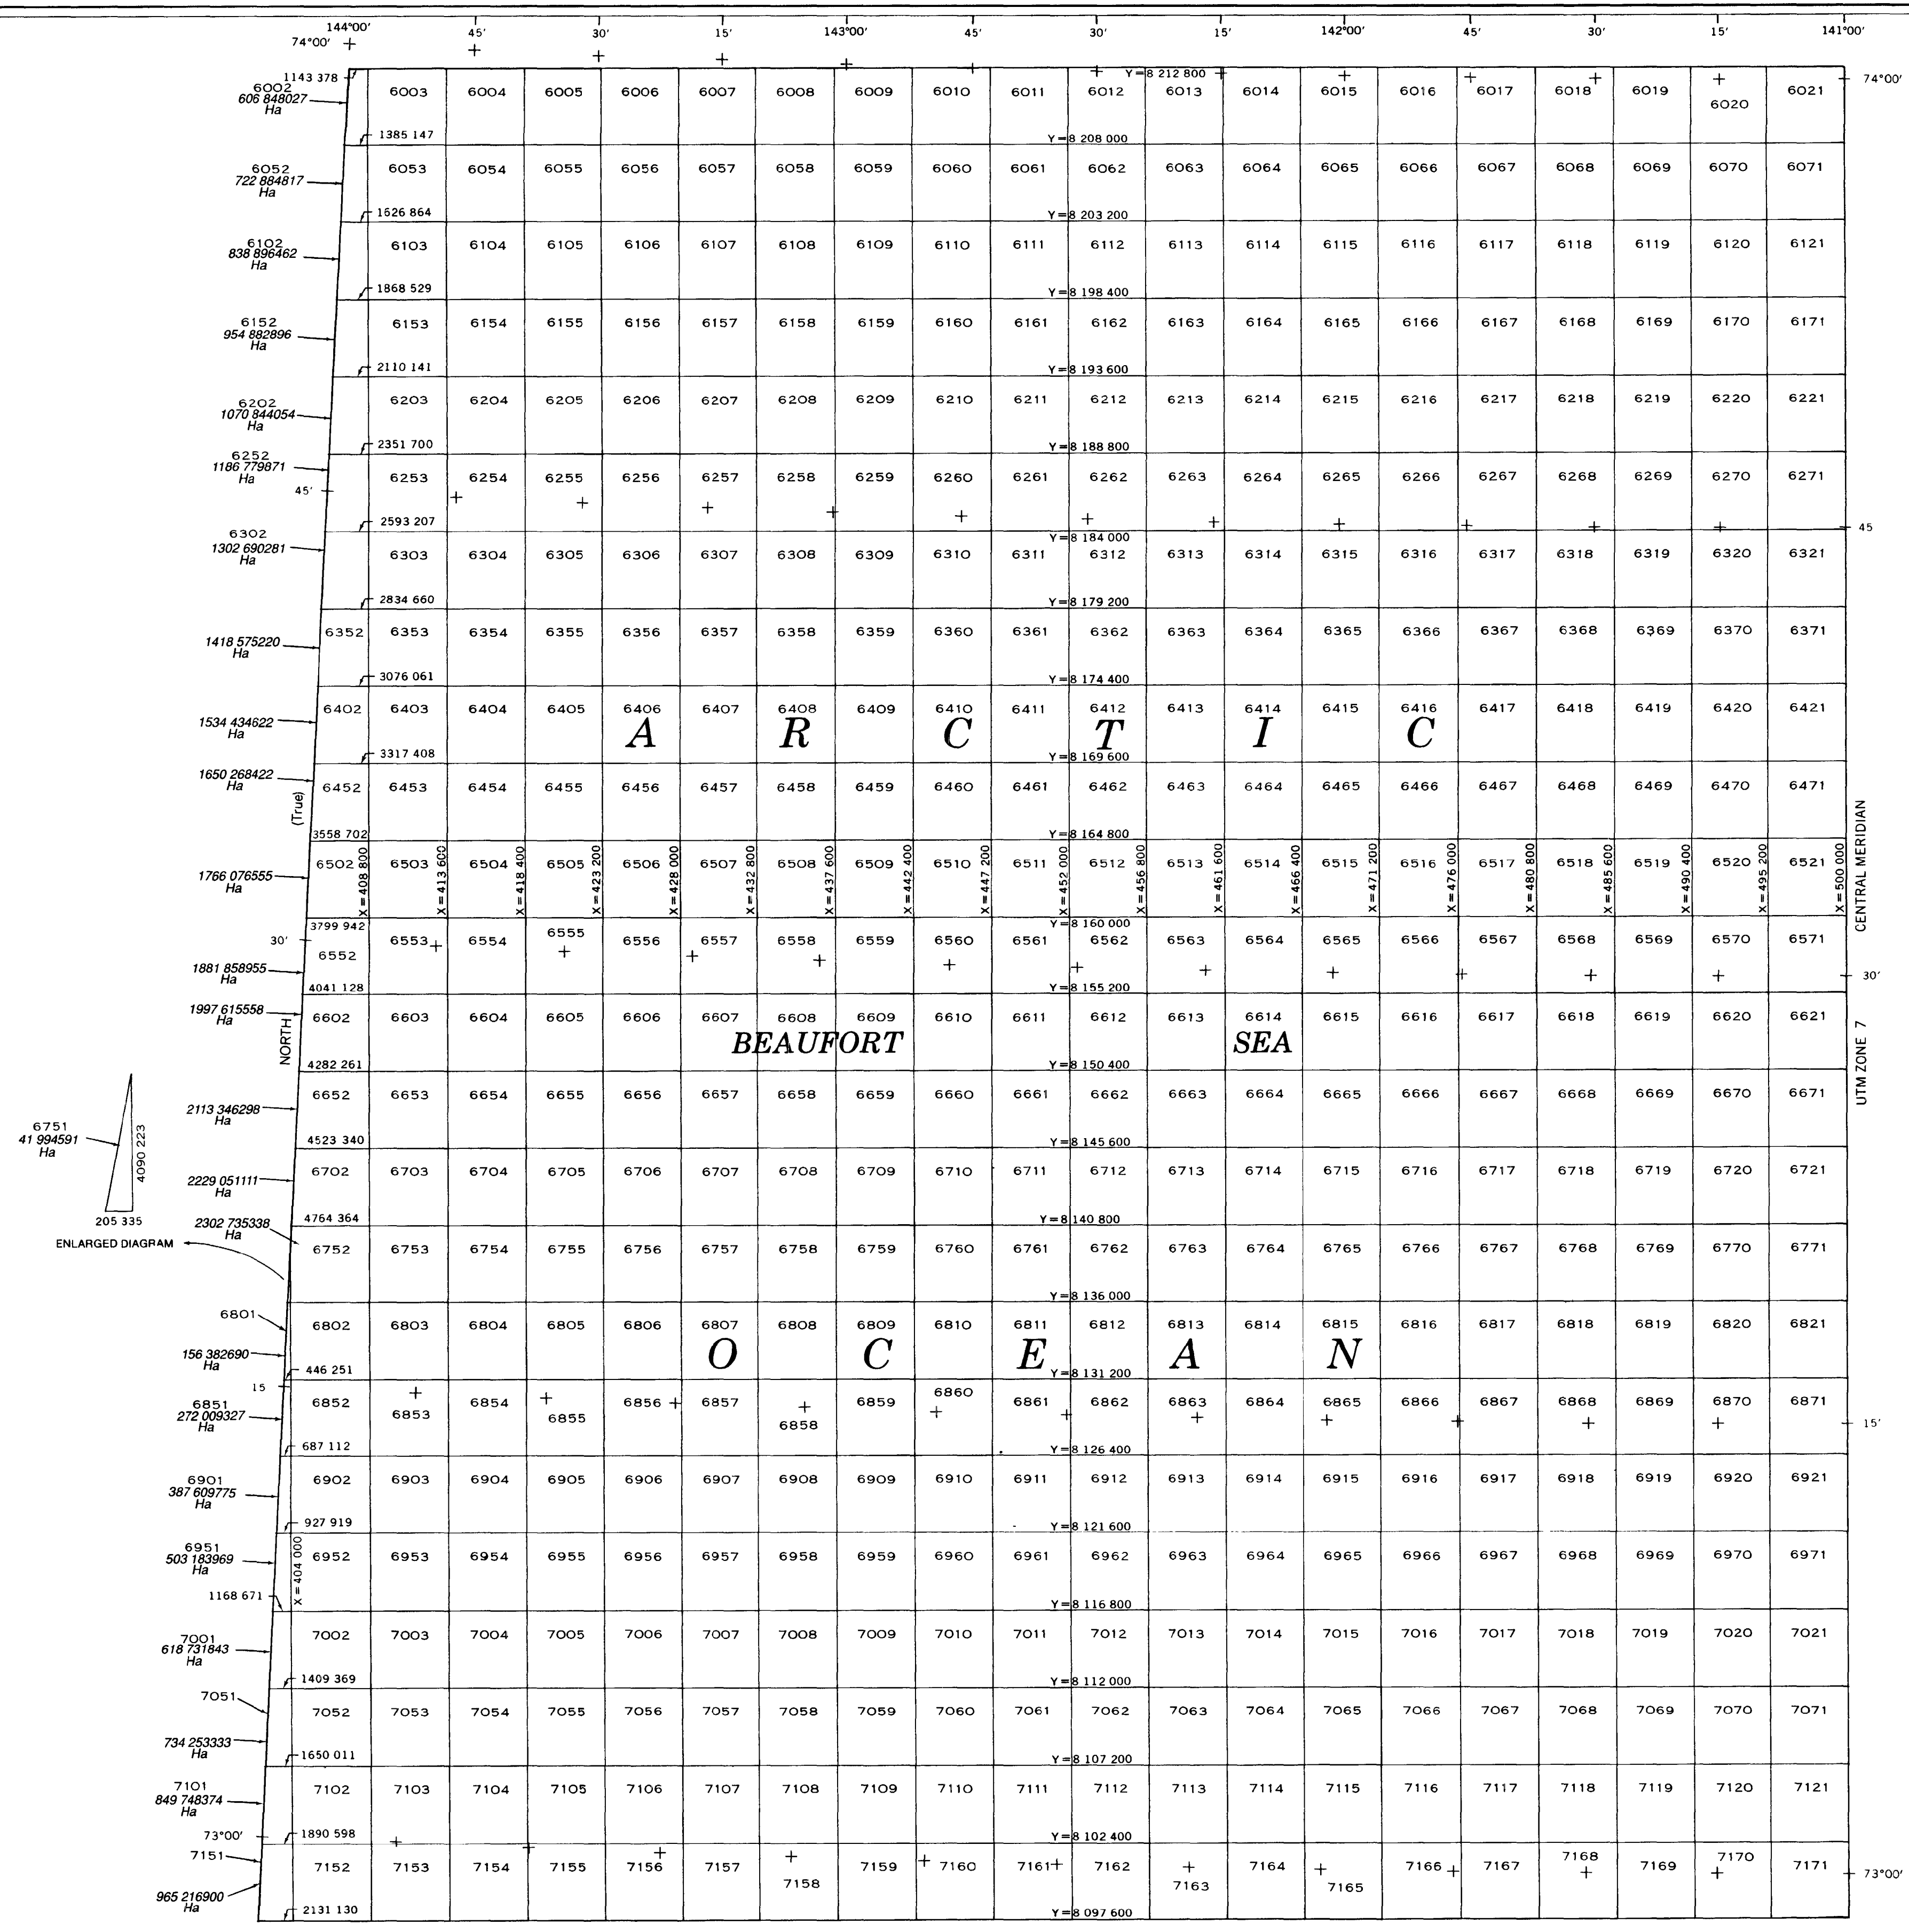 144°00' 45' 30' 15' 143°00' 45' 30' 15' 142°00' 45' 30' 15' 141°00'
74°00'
1143 378 Y=8 212 800 74°00'
6002 6003 6004 6005 6006 6007 6008 6009 6010 6011 6012 6013 6014 6015 6016 6017 6018 6019 6020 6021
606 848027
Ha
1385 147 Y=8 208 000
6052 6053 6054 6055 6056 6057 6058 6059 6060 6061 6062 6063 6064 6065 6066 6067 6068 6069 6070 6071
722 884817
Ha
1626 864 Y=8 203 200
6102 6103 6104 6105 6106 6107 6108 6109 6110 6111 6112 6113 6114 6115 6116 6117 6118 6119 6120 6121
838 896462
Ha
1868 529 Y=8 198 400
6152 6153 6154 6155 6156 6157 6158 6159 6160 6161 6162 6163 6164 6165 6166 6167 6168 6169 6170 6171
954 882896
Ha
2110 141 Y=8 193 600
6202 6203 6204 6205 6206 6207 6208 6209 6210 6211 6212 6213 6214 6215 6216 6217 6218 6219 6220 6221
1070 844054
Ha
2351 700 Y=8 188 800
6252 6253 6254 6255 6256 6257 6258 6259 6260 6261 6262 6263 6264 6265 6266 6267 6268 6269 6270 6271
1186 779871
Ha
45'
2593 207 Y=8 184 000 45
6302 6303 6304 6305 6306 6307 6308 6309 6310 6311 6312 6313 6314 6315 6316 6317 6318 6319 6320 6321
1302 690281
Ha
2834 660 Y=8 179 200
6352 6353 6354 6355 6356 6357 6358 6359 6360 6361 6362 6363 6364 6365 6366 6367 6368 6369 6370 6371
1418 575220
Ha
3076 061 Y=8 174 400
6402 6403 6404 6405 6406 6407 6408 6409 6410 6411 6412 6413 6414 6415 6416 6417 6418 6419 6420 6421
1534 434622
Ha
A R C T I C
3317 408 Y=8 169 600
1650 268422
Ha
6452 6453 6454 6455 6456 6457 6458 6459 6460 6461 6462 6463 6464 6465 6466 6467 6468 6469 6470 6471
(True)
3558 702 Y=8 164 800
6502 6503 6504 6505 6506 6507 6508 6509 6510 6511 6512 6513 6514 6515 6516 6517 6518 6519 6520 6521
1766 076555
Ha
X=408 800 X=413 600 X=418 400 X=423 200 X=428 000 X=432 800 X=437 600 X=442 400 X=447 200 X=452 000 X=456 800 X=461 600 X=466 400 X=471 200 X=476 000 X=480 800 X=485 600 X=490 400 X=495 200 X=500 000
CENTRAL MERIDIAN
3799 942 Y=8 160 000
30'
6552 6553 6554 6555 6556 6557 6558 6559 6560 6561 6562 6563 6564 6565 6566 6567 6568 6569 6570 6571
1881 858955
Ha
30'
4041 128 Y=8 155 200
1997 615558
Ha
6602 6603 6604 6605 6606 6607 6608 6609 6610 6611 6612 6613 6614 6615 6616 6617 6618 6619 6620 6621
NORTH
BEAUFORT SEA
UTM ZONE 7
4282 261 Y=8 150 400
6652 6653 6654 6655 6656 6657 6658 6659 6660 6661 6662 6663 6664 6665 6666 6667 6668 6669 6670 6671
2113 346298
Ha
6751
41 994591
Ha
4090 223
205 335
ENLARGED DIAGRAM
4523 340 Y=8 145 600
6702 6703 6704 6705 6706 6707 6708 6709 6710 6711 6712 6713 6714 6715 6716 6717 6718 6719 6720 6721
2229 051111
Ha
4764 364 Y=8 140 800
2302 735338
Ha
6752 6753 6754 6755 6756 6757 6758 6759 6760 6761 6762 6763 6764 6765 6766 6767 6768 6769 6770 6771
Y=8 136 000
6801 6802 6803 6804 6805 6806 6807 6808 6809 6810 6811 6812 6813 6814 6815 6816 6817 6818 6819 6820 6821
156 382690
Ha
O C E A N
446 251 Y=8 131 200
15
6851 6852 6853 6854 6855 6856 6857 6858 6859 6860 6861 6862 6863 6864 6865 6866 6867 6868 6869 6870 6871
272 009327
Ha
15'
687 112 Y=8 126 400
6901 6902 6903 6904 6905 6906 6907 6908 6909 6910 6911 6912 6913 6914 6915 6916 6917 6918 6919 6920 6921
387 609775
Ha
927 919 Y=8 121 600
6951 6952 6953 6954 6955 6956 6957 6958 6959 6960 6961 6962 6963 6964 6965 6966 6967 6968 6969 6970 6971
503 183969
Ha
X=404 000
1168 671 Y=8 116 800
7001 7002 7003 7004 7005 7006 7007 7008 7009 7010 7011 7012 7013 7014 7015 7016 7017 7018 7019 7020 7021
618 731843
Ha
1409 369 Y=8 112 000
7051 7052 7053 7054 7055 7056 7057 7058 7059 7060 7061 7062 7063 7064 7065 7066 7067 7068 7069 7070 7071
734 253333
Ha
1650 011 Y=8 107 200
7101 7102 7103 7104 7105 7106 7107 7108 7109 7110 7111 7112 7113 7114 7115 7116 7117 7118 7119 7120 7121
849 748374
Ha
73°00' 1890 598 Y=8 102 400
7151 7152 7153 7154 7155 7156 7157 7158 7159 7160 7161 7162 7163 7164 7165 7166 7167 7168 7169 7170 7171
73°00'
965 216900
Ha
2131 130 Y=8 097 600